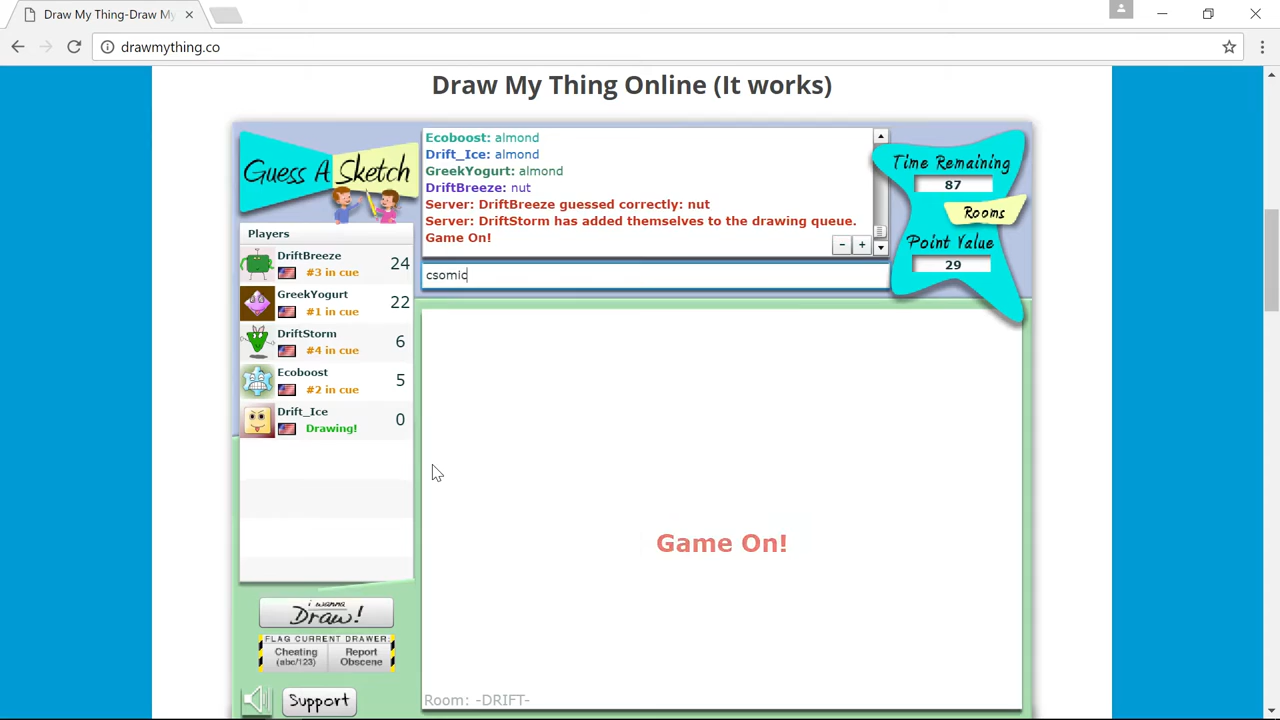 Draw My Thing-Draw My
drawmything.co
Draw My Thing Online (It works)
Guess A Sketch
Ecoboost: almond
Drift_Ice: almond
GreekYogurt: almond
DriftBreeze: nut
Server: DriftBreeze guessed correctly: nut
Server: DriftStorm has added themselves to the drawing queue.
Game On!
- +
csomic
Time Remaining
87
Rooms
Point Value
29
Players
DriftBreeze
#3 in cue
24
GreekYogurt
#1 in cue
22
DriftStorm
#4 in cue
6
Ecoboost
#2 in cue
5
Drift_Ice
Drawing!
0
Game On!
i wanna
Draw!
FLAG CURRENT DRAWER:
Cheating
(abc/123)
Report
Obscene
Support
Room: -DRIFT-